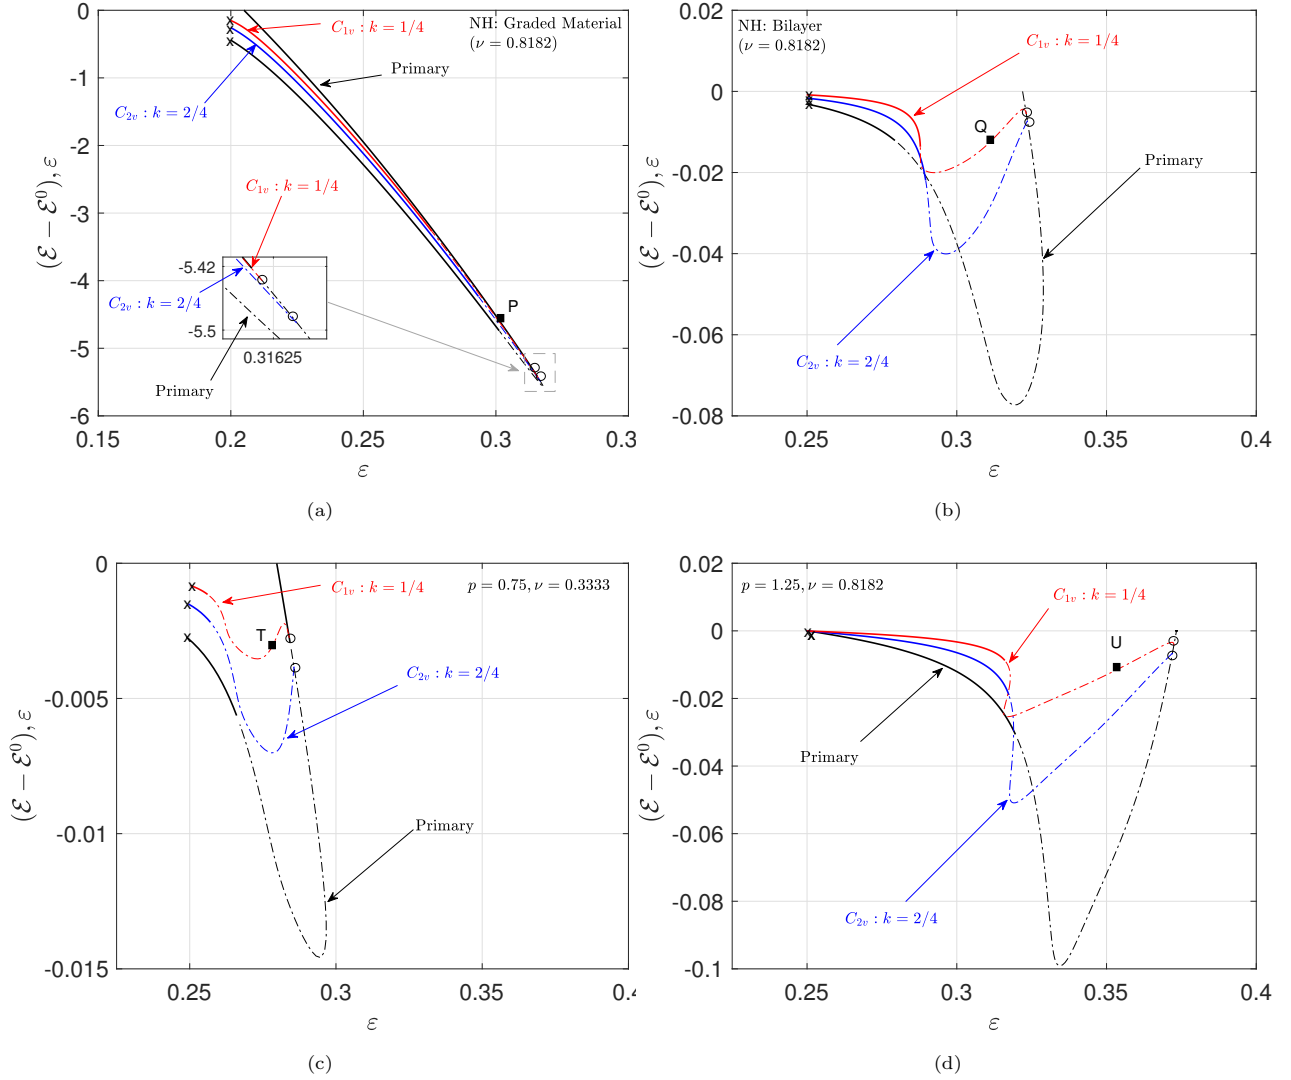 NH: Graded Material
(ν = 0.8182)
C1v : k = 1/4
Primary
C2v : k = 2/4
C1v : k = 1/4
C2v : k = 2/4
Primary
-5.42
-5.5
0.31625
P
0
-1
-2
-3
-4
-5
-6
0.15
0.2
0.25
0.3
0.3
(ℰ − ℰ⁰), ε
ε
(a)
NH: Bilayer
(ν = 0.8182)
C1v : k = 1/4
Q
Primary
C2v : k = 2/4
0.02
0
-0.02
-0.04
-0.06
-0.08
0.25
0.3
0.35
0.4
(ℰ − ℰ⁰), ε
ε
(b)
p = 0.75, ν = 0.3333
C1v : k = 1/4
T
C2v : k = 2/4
Primary
0
-0.005
-0.01
-0.015
0.25
0.3
0.35
0.4
(ℰ − ℰ⁰), ε
ε
(c)
p = 1.25, ν = 0.8182
C1v : k = 1/4
U
Primary
C2v : k = 2/4
0.02
0
-0.02
-0.04
-0.06
-0.08
-0.1
0.25
0.3
0.35
0.4
(ℰ − ℰ⁰), ε
ε
(d)